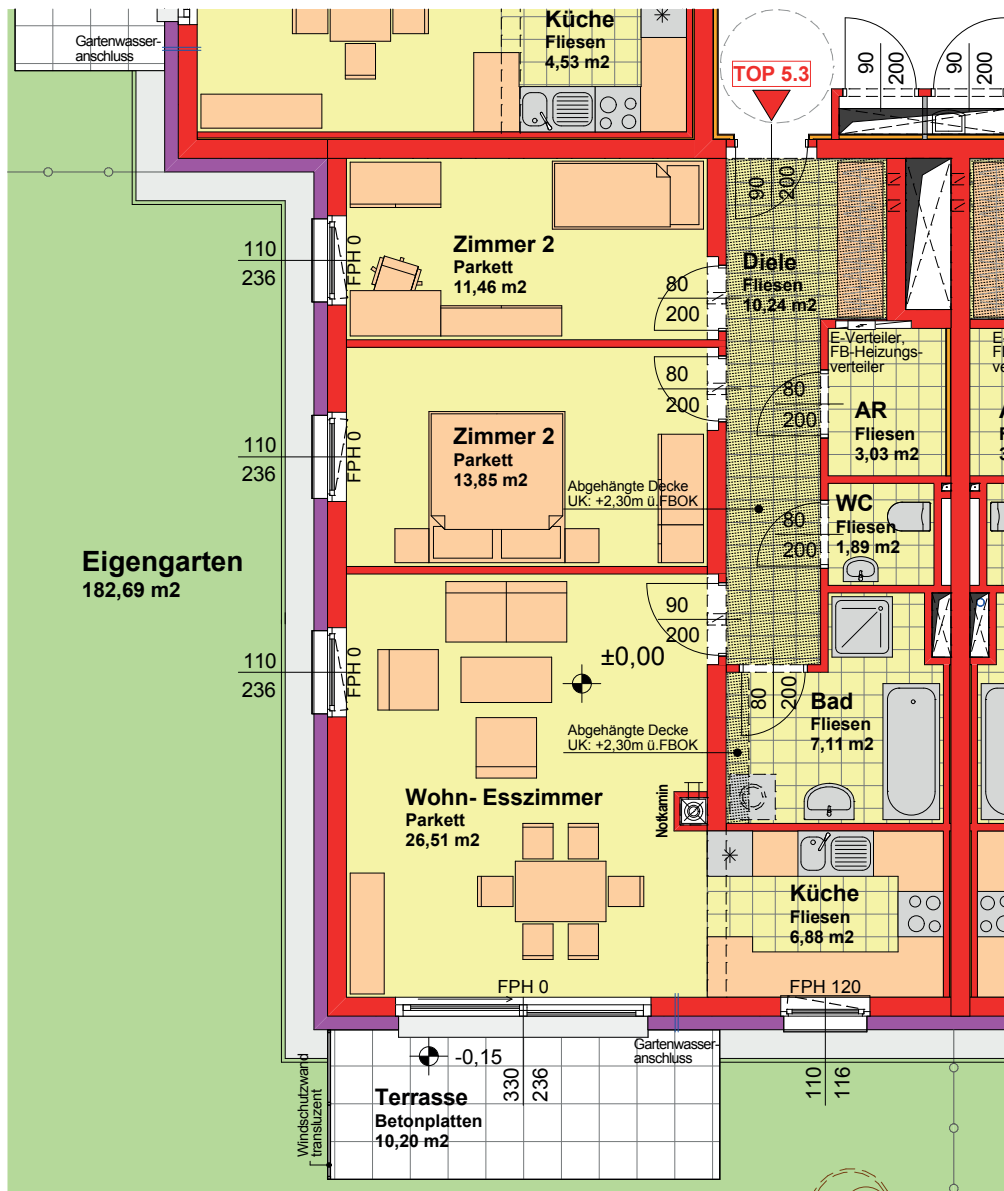 Gartenwasser-
anschluss
Küche
Fliesen
4,53 m2
TOP 5.3
90
200
90
200
90
200
110
236
FPH 0
Zimmer 2
Parkett
11,46 m2
80
200
Diele
Fliesen
10,24 m2
E-Verteiler,
FB-Heizungs-
verteiler
80
200
80
200
AR
Fliesen
3,03 m2
110
236
FPH 0
Zimmer 2
Parkett
13,85 m2
Abgehängte Decke
UK: +2,30m ü.FBOK
WC
Fliesen
1,89 m2
80
200
Eigengarten
182,69 m2
90
200
±0,00
110
236
FPH 0
80
200
Bad
Fliesen
7,11 m2
Abgehängte Decke
UK: +2,30m ü.FBOK
Wohn- Esszimmer
Parkett
26,51 m2
Notkamin
Küche
Fliesen
6,88 m2
FPH 0
FPH 120
Gartenwasser-
anschluss
-0,15
330
236
110
116
Terrasse
Betonplatten
10,20 m2
Windschutzwand
transluzent